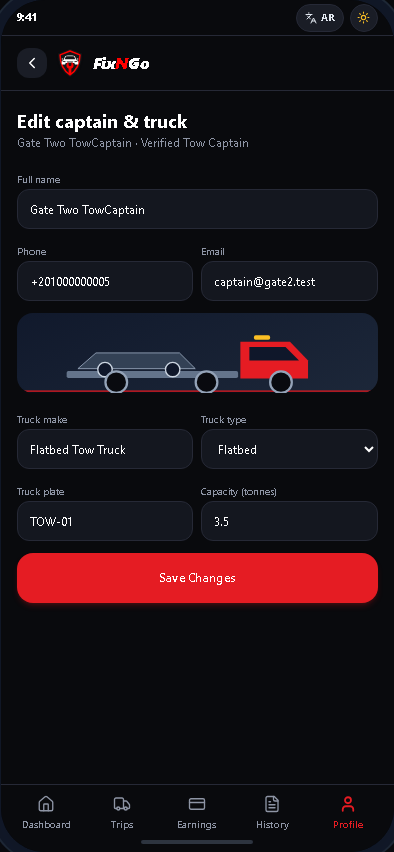 9:41
AR
FixNGo
Edit captain & truck
Gate Two TowCaptain · Verified Tow Captain
Full name
Gate Two TowCaptain
Phone
Email
+201000000005
captain@gate2.test
Truck make
Truck type
Flatbed Tow Truck
Flatbed
Truck plate
Capacity (tonnes)
TOW-01
3.5
Save Changes
Dashboard
Trips
Earnings
History
Profile